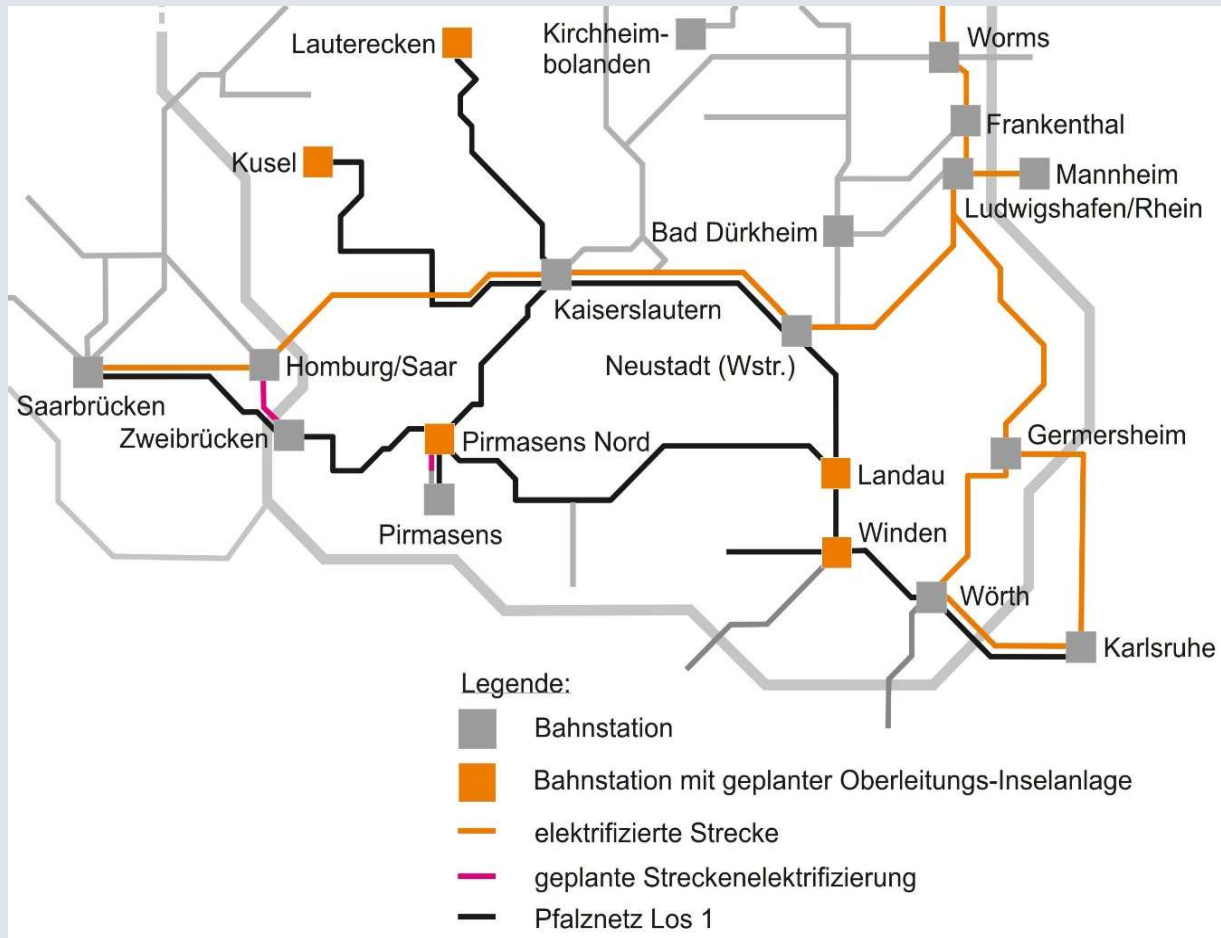 Lauterecken
Kirchheim-
bolanden
Worms
Frankenthal
Kusel
Mannheim
Ludwigshafen/Rhein
Bad Dürkheim
Kaiserslautern
Homburg/Saar
Neustadt (Wstr.)
Saarbrücken
Zweibrücken
Pirmasens Nord
Germersheim
Landau
Pirmasens
Winden
Wörth
Karlsruhe
Legende:
Bahnstation
Bahnstation mit geplanter Oberleitungs-Inselanlage
elektrifizierte Strecke
geplante Streckenelektrifizierung
Pfalznetz Los 1